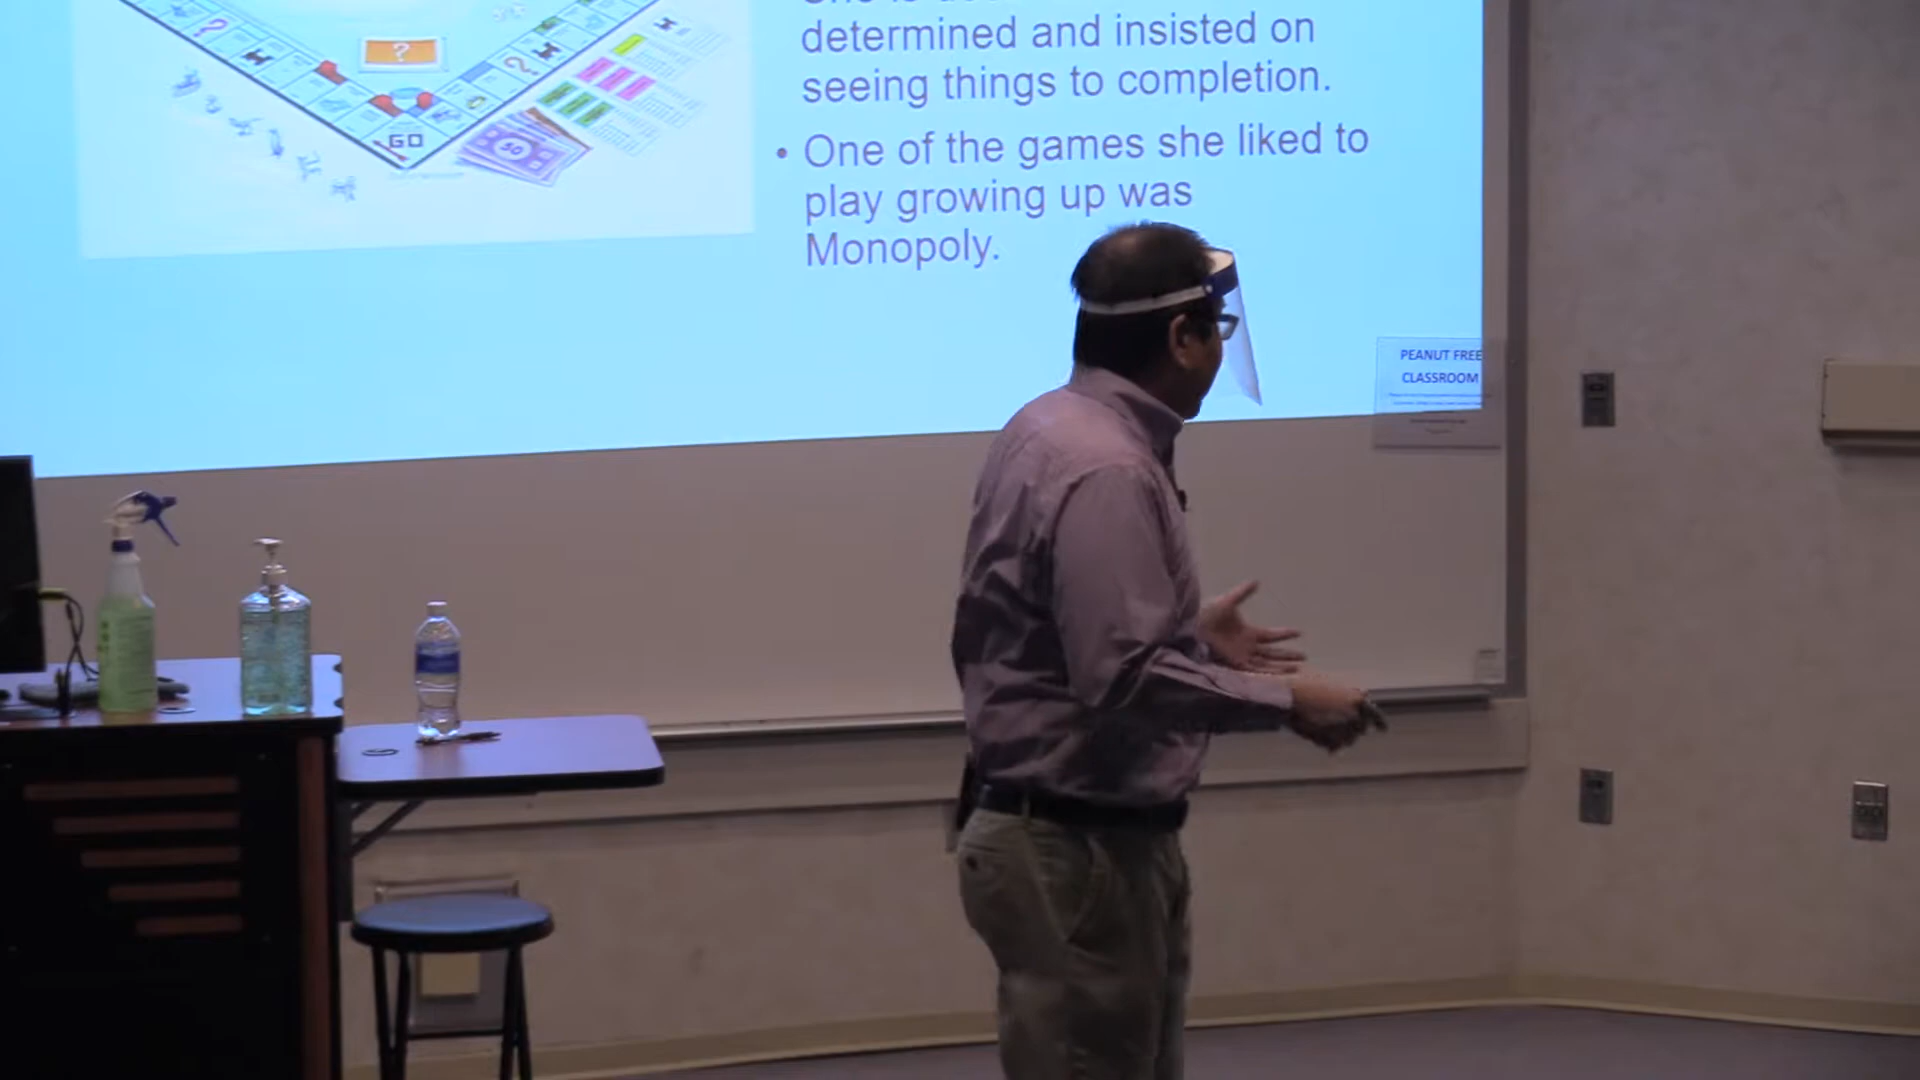 determined and insisted on
seeing things to completion.
• One of the games she liked to
play growing up was
Monopoly.
GO
50
?
?
?
PEANUT FREE
CLASSROOM